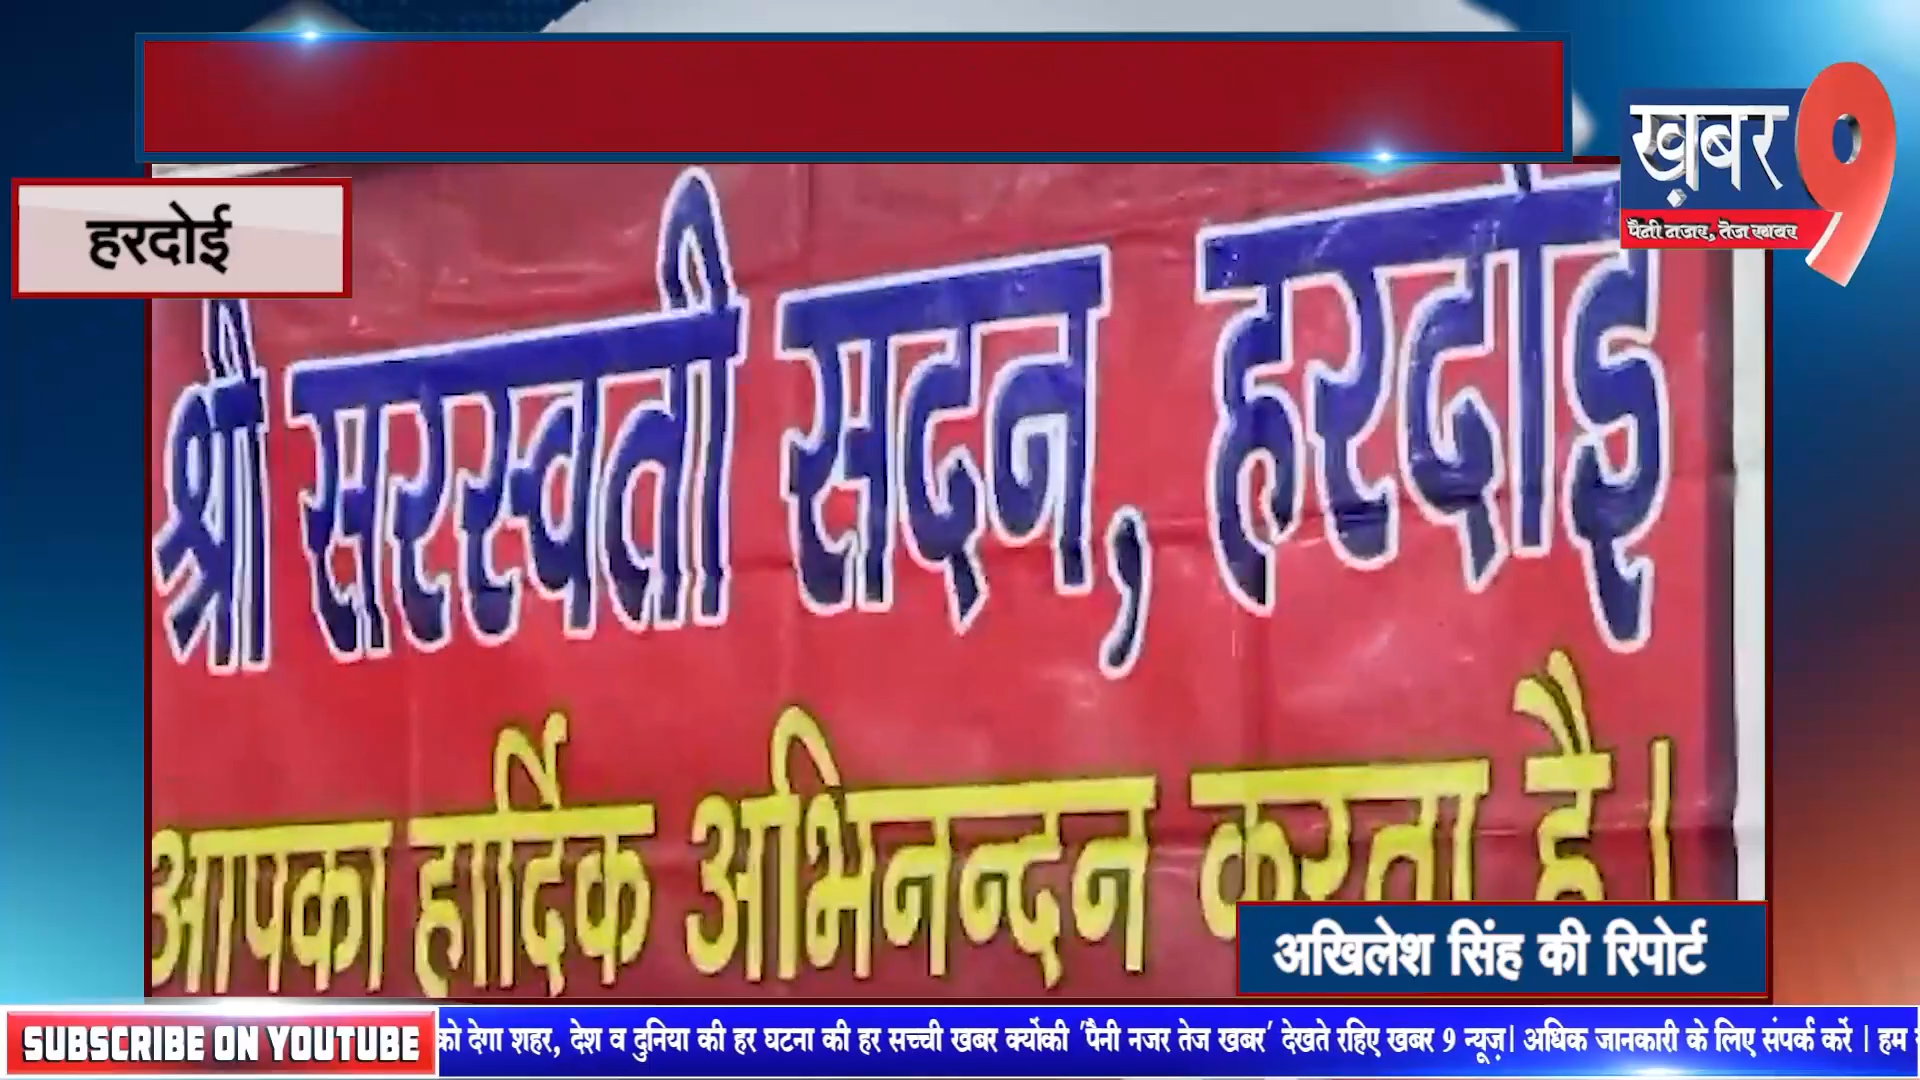 ख़बर 9
पैनी नजर, तेज खबर
हरदोई
श्री सरस्वती सदन, हरदोई
आपका हार्दिक अभिनन्दन करता है।
अखिलेश सिंह की रिपोर्ट
SUBSCRIBE ON YOUTUBE
को देगा शहर, देश व दुनिया की हर घटना की हर सच्ची खबर क्योंकी 'पैनी नजर तेज खबर' देखते रहिए खबर 9 न्यूज़| अधिक जानकारी के लिए संपर्क करें | हम